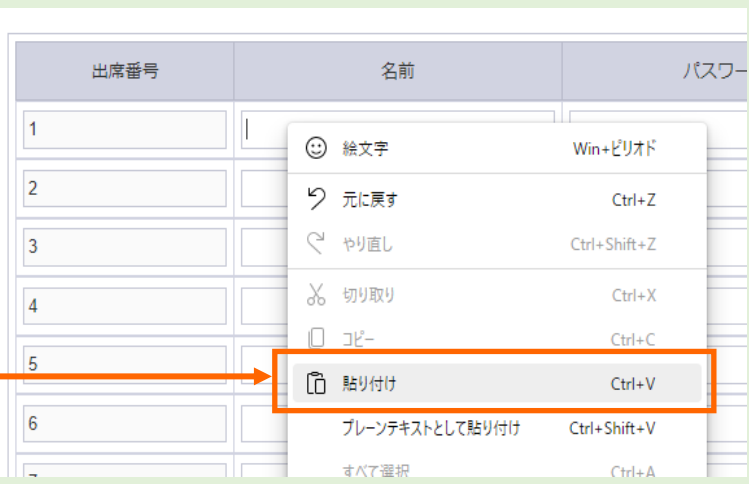 出席番号 名前 パスワー
1
絵文字 Win+ピリオド
2
元に戻す Ctrl+Z
3
やり直し Ctrl+Shift+Z
4
切り取り Ctrl+X
コピー Ctrl+C
5
貼り付け Ctrl+V
6
プレーンテキストとして貼り付け Ctrl+Shift+V
すべて選択 Ctrl+A